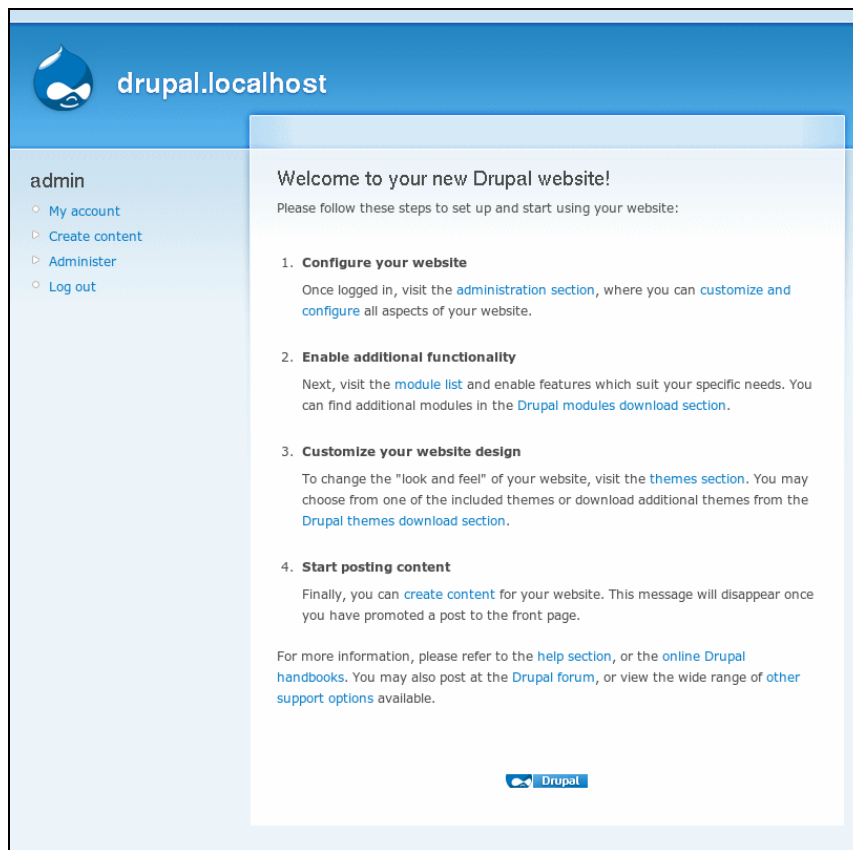 drupal.localhost
admin
My account
Create content
Administer
Log out
Welcome to your new Drupal website!
Please follow these steps to set up and start using your website:
1. Configure your website
Once logged in, visit the administration section, where you can customize and
configure all aspects of your website.
2. Enable additional functionality
Next, visit the module list and enable features which suit your specific needs. You
can find additional modules in the Drupal modules download section.
3. Customize your website design
To change the "look and feel" of your website, visit the themes section. You may
choose from one of the included themes or download additional themes from the
Drupal themes download section.
4. Start posting content
Finally, you can create content for your website. This message will disappear once
you have promoted a post to the front page.
For more information, please refer to the help section, or the online Drupal
handbooks. You may also post at the Drupal forum, or view the wide range of other
support options available.
Drupal